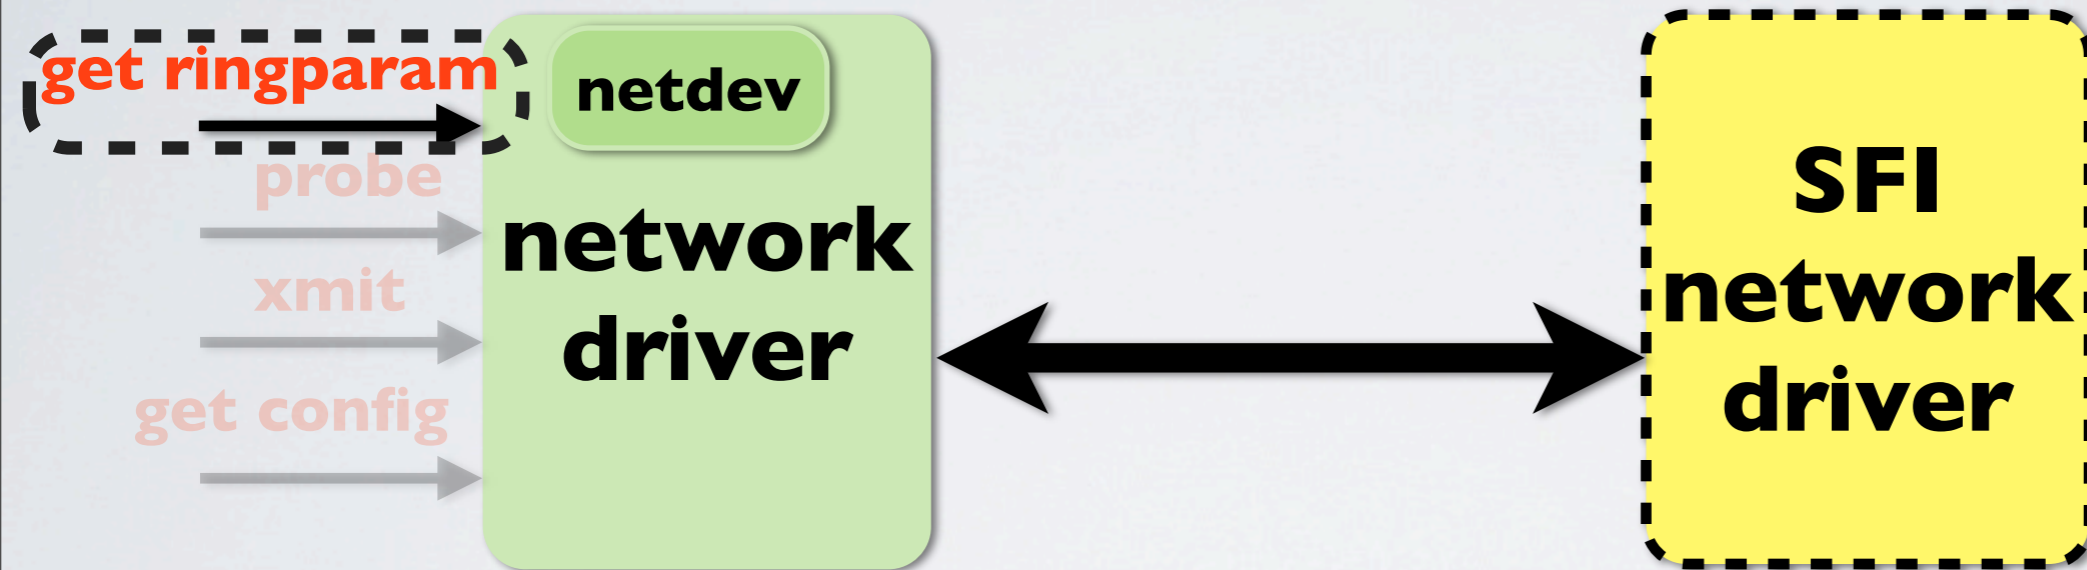 get ringparam
probe
xmit
get config
netdev
network
driver
SFI
network
driver